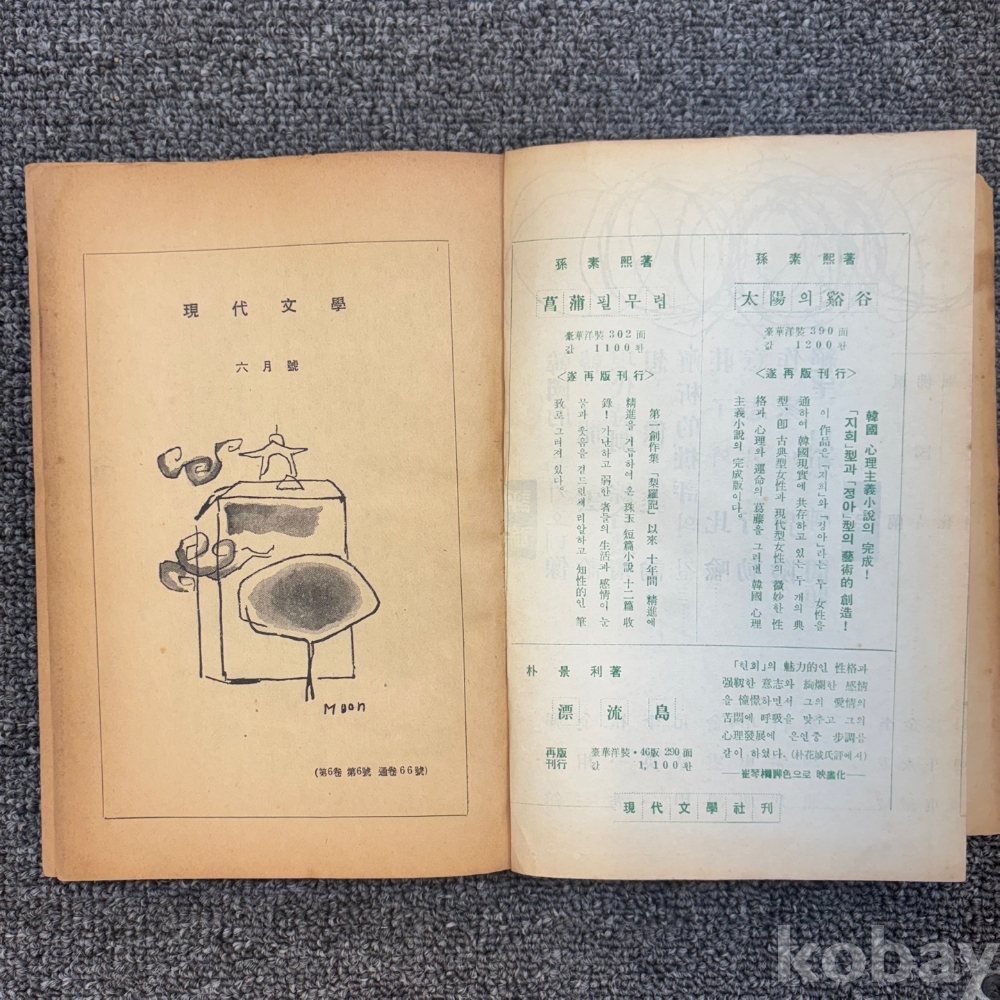 現代文學
六月號
Moon
(第6卷 第6號 通卷66號)
孫素熙著
太陽의谿谷
豪華洋裝 390面
값 1200환
<遂再版刊行>
韓國 心理主義小說의 完成!
「지희」型과「정아」型의 藝術的 創造!
이 作品은「지희」와「정아」라는 두 女性을
通하여 韓國現實에 共存하고 있는 두 개의 典
型、卽 古典型女性과 現代型女性의 微妙한 性
格과 心理와 運命의 葛藤을 그려낸 韓國 心理
主義小說의 完成版이다。
孫素熙著
菖蒲필무렵
豪華洋裝 302面
값 1100환
<遂再版刊行>
第一創作集「梨羅記」以來 十年間 精進에
精進을 거듭하여 온 珠玉 短篇小說 十二篇 收
錄! 가난하고 弱한 者들의 生活과 感情이 눈
물과 웃음을 건드릴쎄 리알하고 知性的인 筆
致로 그려져 있다。
朴景利著
漂流島
再版
刊行
豪華洋裝・46版 290面
값 1,100환
「현회」의 魅力的인 性格과
强靭한 意志와 絢爛한 感情
을 憧憬하면서 그의 愛情의
苦悶에 呼吸을 맞추고 그의
心理發展에 은연중 步調를
같이 하였다。(朴花城氏評에서)
—崔琴桐脚色으로 映畫化—
現代文學社刊
kobay